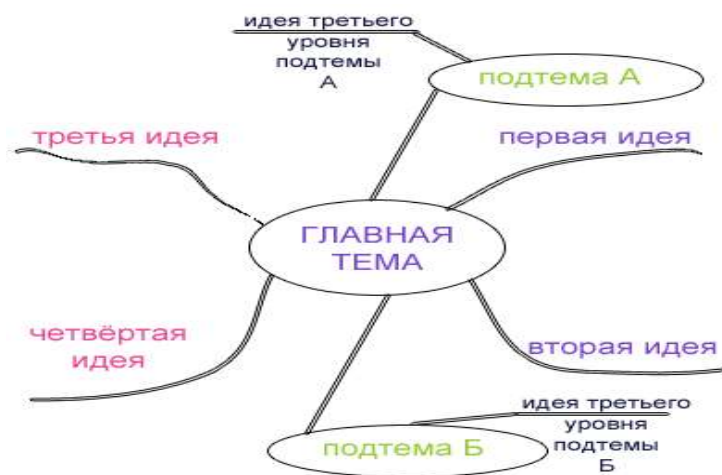 идея третьего
уровня
подтемы
А
подтема А
третья идея
первая идея
ГЛАВНАЯ
ТЕМА
четвёртая
идея
вторая идея
идея третьего
уровня
подтемы
Б
подтема Б